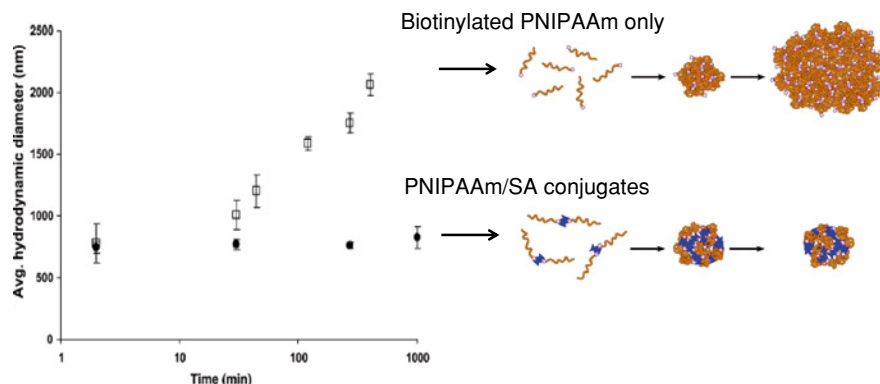 Biotinylated PNIPAAm only
PNIPAAm/SA conjugates
Avg. hydrodynamic diameter (nm)
2500
2000
1500
1000
500
0
1 10 100 1000
Time (min)